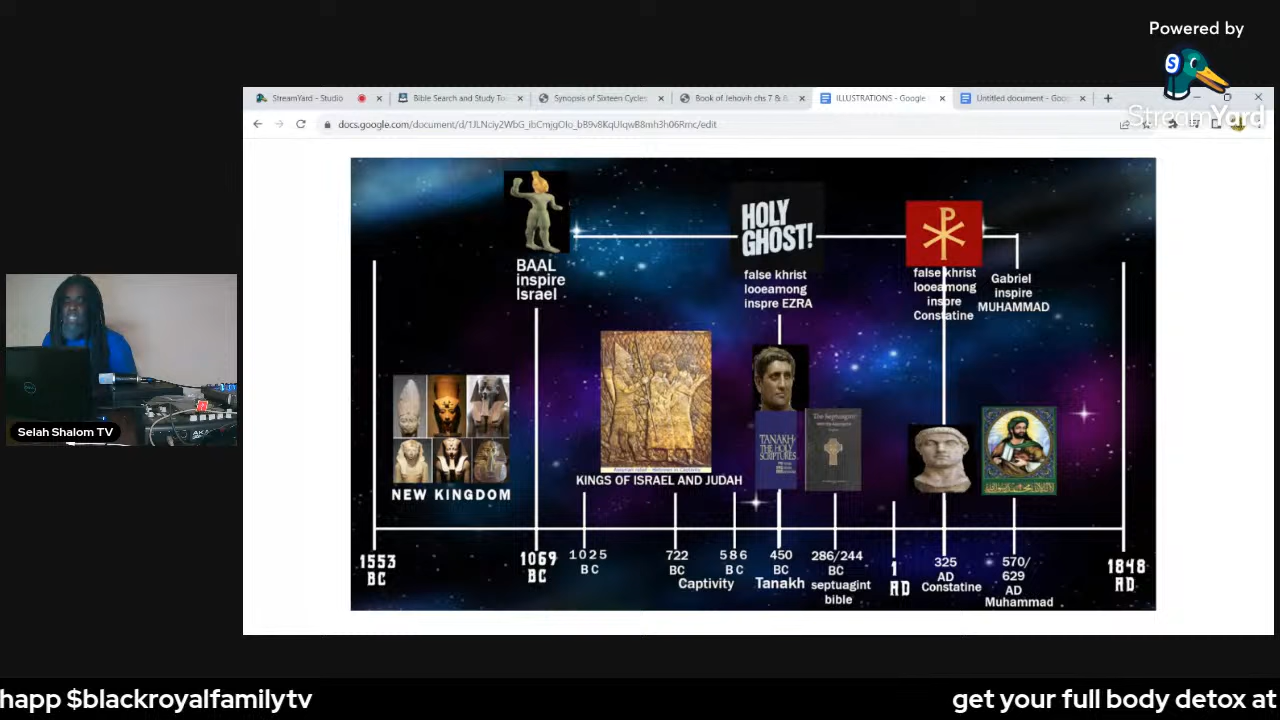 Powered by
StreamYard
StreamYard - Studio
Bible Search and Study To
Synopsis of Sixteen Cycles
Book of Jehovih chs 7 & 8
ILLUSTRATIONS - Google
Untitled document - Goog
HOLY
GHOST!
BAAL
inspire
Israel
false khrist
looeamong
inspre EZRA
false khrist
looeamong
inspre
Constatine
Gabriel
inspire
MUHAMMAD
TANAKH
THE HOLY
SCRIPTURES
The Septuagint
NEW KINGDOM
KINGS OF ISRAEL AND JUDAH
1553
BC
1069
BC
1025
BC
722
BC
586
BC
Captivity
450
BC
Tanakh
286/244
BC
septuagint
bible
1
AD
325
AD
Constatine
570/
629
AD
Muhammad
1848
AD
Selah Shalom TV
happ $blackroyalfamilytv
get your full body detox at